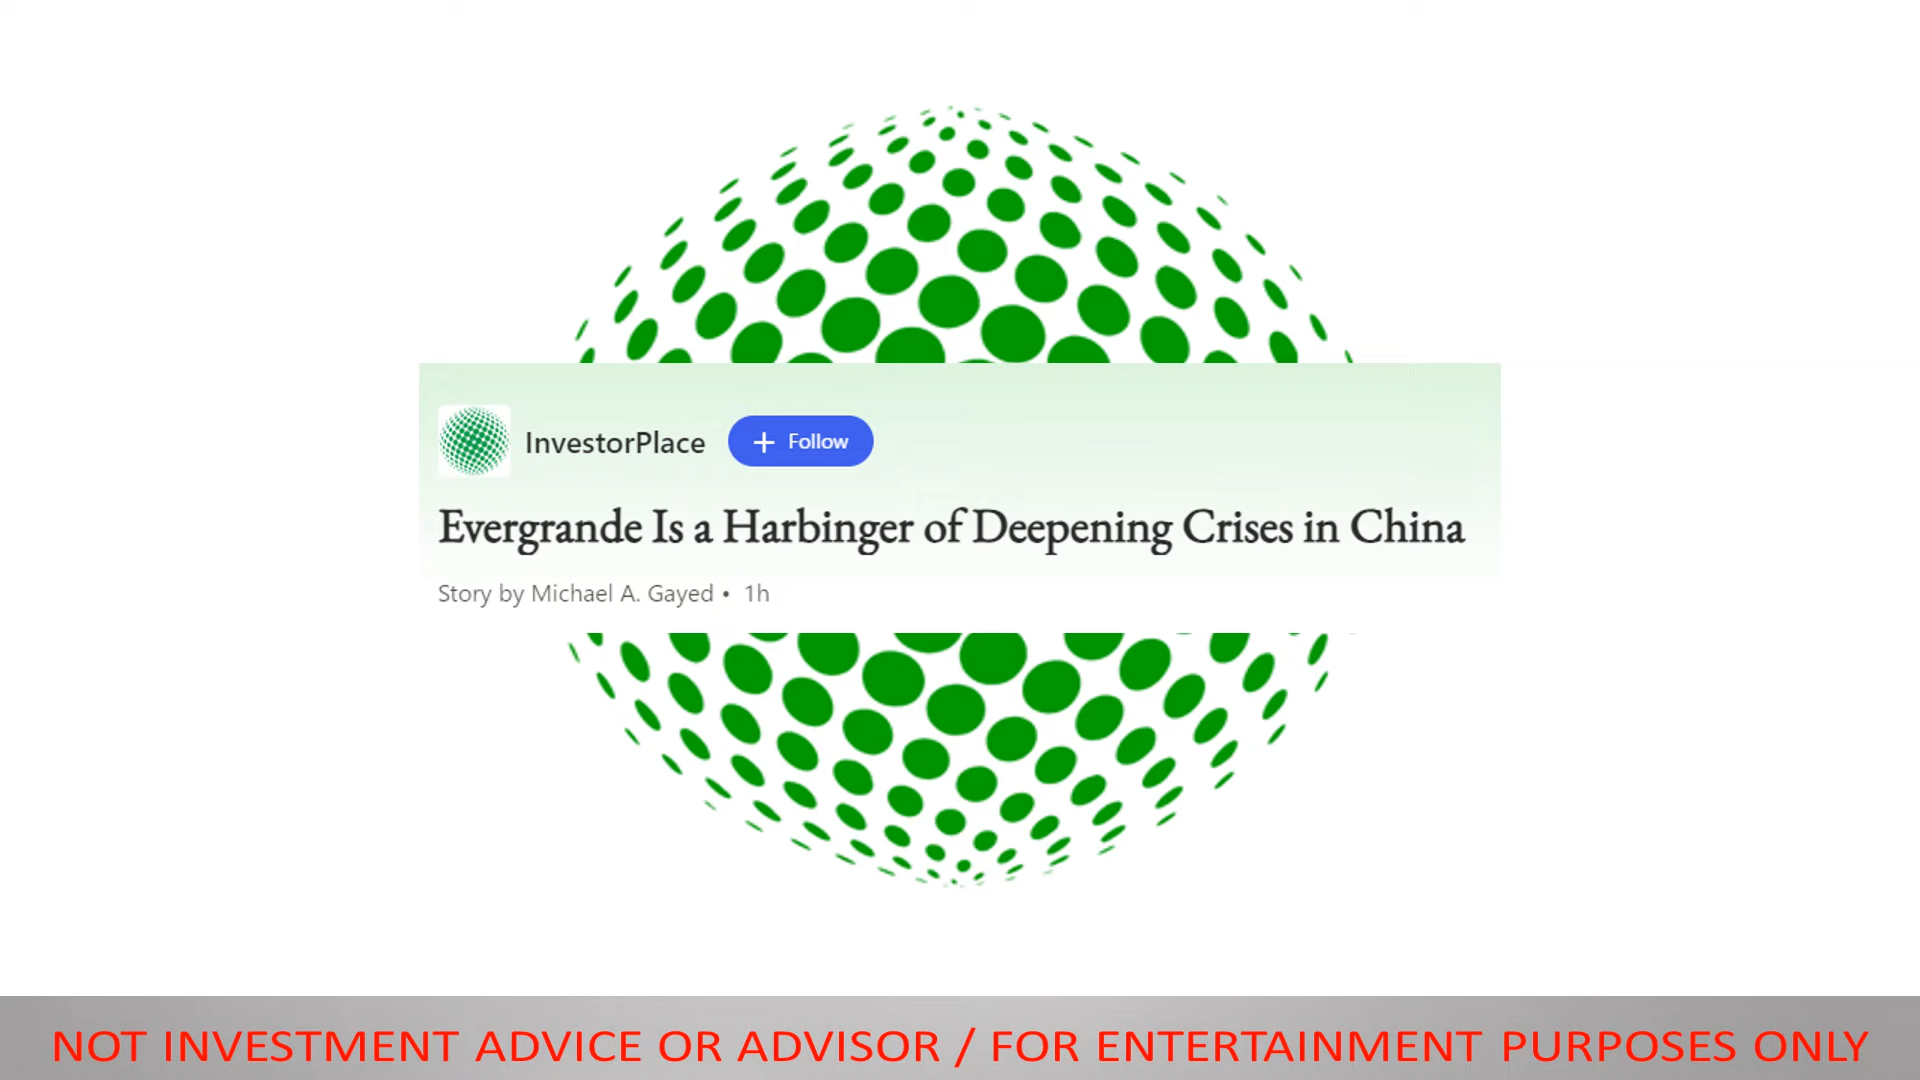 InvestorPlace
+ Follow
Evergrande Is a Harbinger of Deepening Crises in China
Story by Michael A. Gayed • 1h
NOT INVESTMENT ADVICE OR ADVISOR / FOR ENTERTAINMENT PURPOSES ONLY